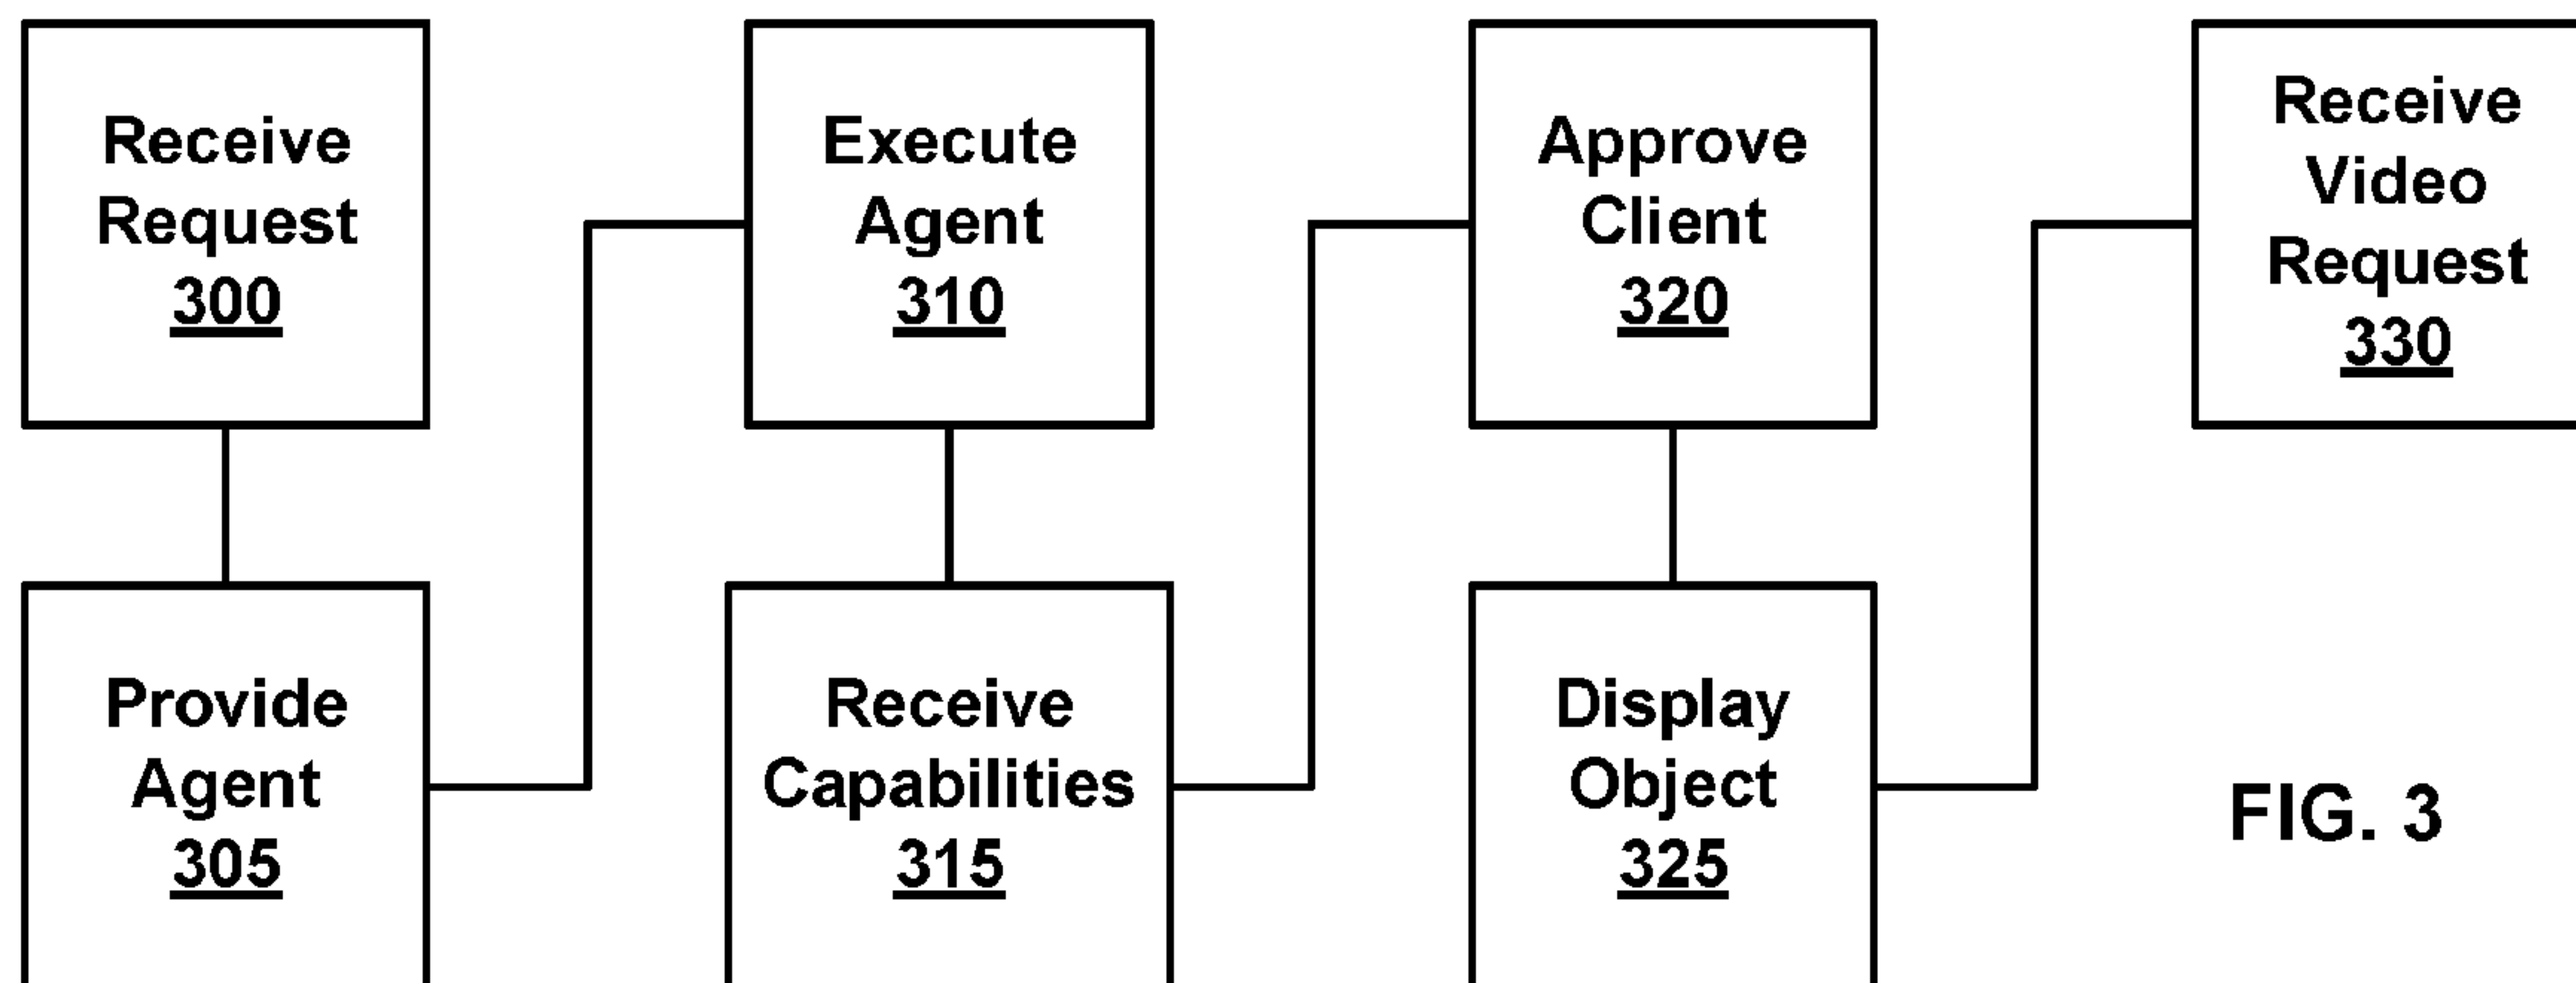 Receive
Request
300
Provide
Agent
305
Execute
Agent
310
Receive
Capabilities
315
Approve
Client
320
Display
Object
325
Receive
Video
Request
330
FIG. 3